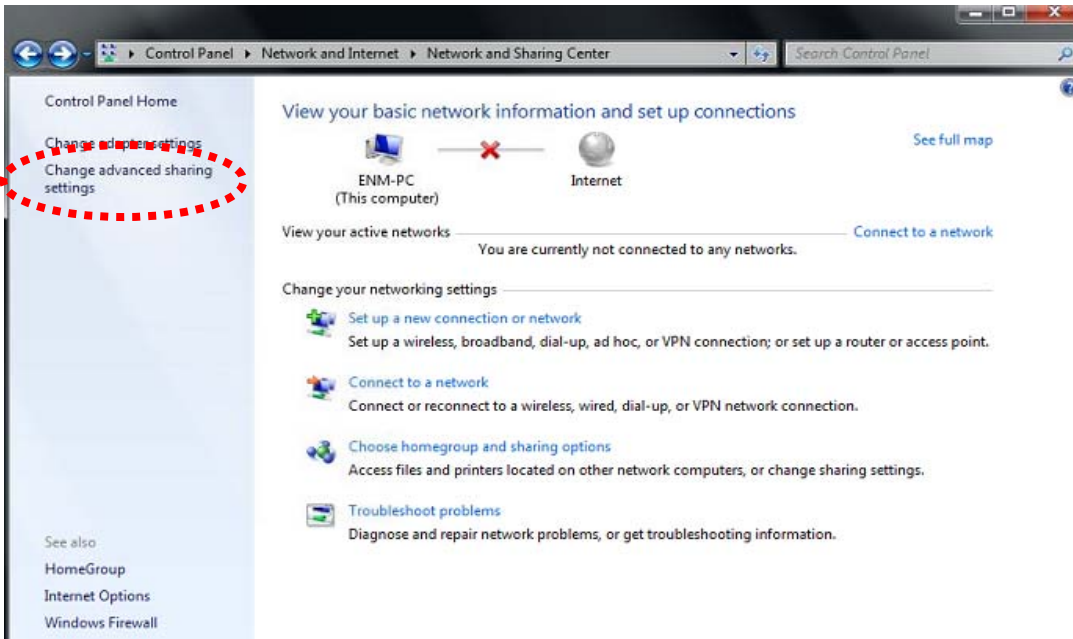 Control Panel ▸ Network and Internet ▸ Network and Sharing Center
Search Control Panel
Control Panel Home
Change adapter settings
Change advanced sharing
settings
See also
HomeGroup
Internet Options
Windows Firewall
View your basic network information and set up connections
See full map
ENM-PC
(This computer)
Internet
View your active networks
Connect to a network
You are currently not connected to any networks.
Change your networking settings
Set up a new connection or network
Set up a wireless, broadband, dial-up, ad hoc, or VPN connection; or set up a router or access point.
Connect to a network
Connect or reconnect to a wireless, wired, dial-up, or VPN network connection.
Choose homegroup and sharing options
Access files and printers located on other network computers, or change sharing settings.
Troubleshoot problems
Diagnose and repair network problems, or get troubleshooting information.